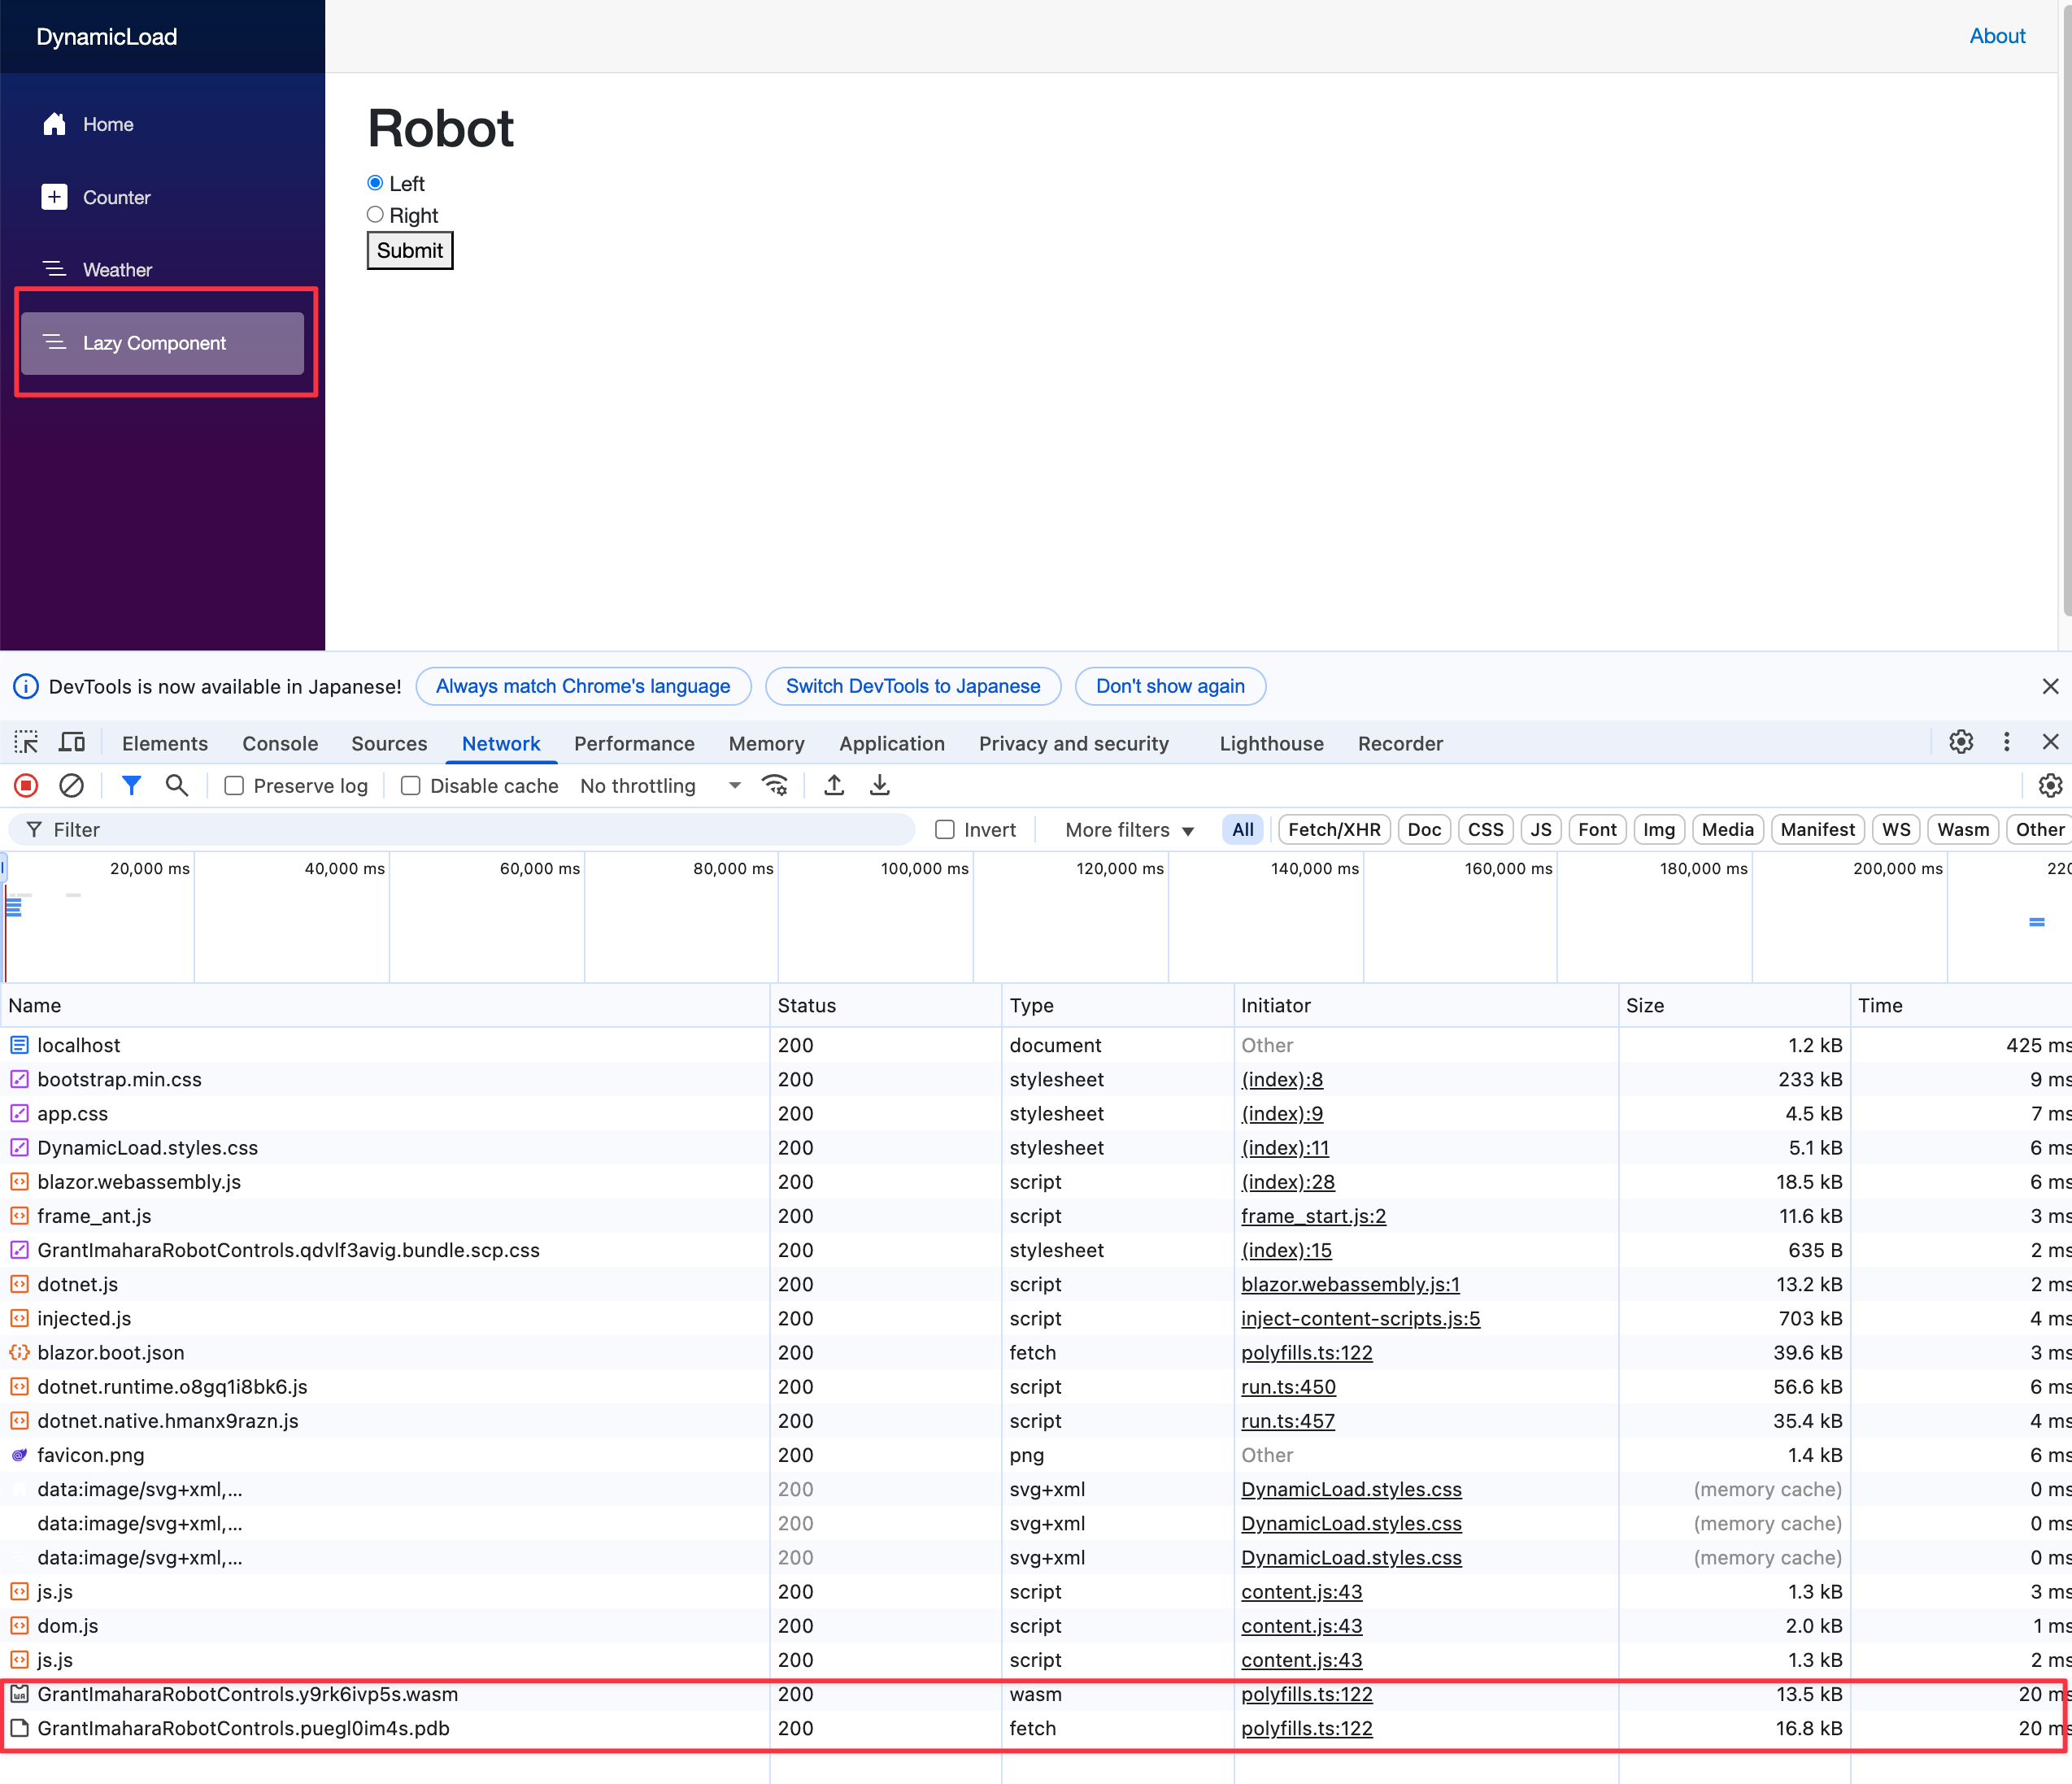 DynamicLoad
About
Home
Counter
Weather
Lazy Component
Robot
Left
Right
Submit
DevTools is now available in Japanese! Always match Chrome's language Switch DevTools to Japanese Don't show again
Elements Console Sources Network Performance Memory Application Privacy and security Lighthouse Recorder
Preserve log Disable cache No throttling
Filter Invert More filters All Fetch/XHR Doc CSS JS Font Img Media Manifest WS Wasm Other
20,000 ms 40,000 ms 60,000 ms 80,000 ms 100,000 ms 120,000 ms 140,000 ms 160,000 ms 180,000 ms 200,000 ms 220
Name Status Type Initiator Size Time
localhost 200 document Other 1.2 kB 425 ms
bootstrap.min.css 200 stylesheet (index):8 233 kB 9 ms
app.css 200 stylesheet (index):9 4.5 kB 7 ms
DynamicLoad.styles.css 200 stylesheet (index):11 5.1 kB 6 ms
blazor.webassembly.js 200 script (index):28 18.5 kB 6 ms
frame_ant.js 200 script frame_start.js:2 11.6 kB 3 ms
GrantImaharaRobotControls.qdvlf3avig.bundle.scp.css 200 stylesheet (index):15 635 B 2 ms
dotnet.js 200 script blazor.webassembly.js:1 13.2 kB 2 ms
injected.js 200 script inject-content-scripts.js:5 703 kB 4 ms
blazor.boot.json 200 fetch polyfills.ts:122 39.6 kB 3 ms
dotnet.runtime.o8gq1i8bk6.js 200 script run.ts:450 56.6 kB 6 ms
dotnet.native.hmanx9razn.js 200 script run.ts:457 35.4 kB 4 ms
favicon.png 200 png Other 1.4 kB 6 ms
data:image/svg+xml,... 200 svg+xml DynamicLoad.styles.css (memory cache) 0 ms
data:image/svg+xml,... 200 svg+xml DynamicLoad.styles.css (memory cache) 0 ms
data:image/svg+xml,... 200 svg+xml DynamicLoad.styles.css (memory cache) 0 ms
js.js 200 script content.js:43 1.3 kB 3 ms
dom.js 200 script content.js:43 2.0 kB 1 ms
js.js 200 script content.js:43 1.3 kB 2 ms
GrantImaharaRobotControls.y9rk6ivp5s.wasm 200 wasm polyfills.ts:122 13.5 kB 20 ms
GrantImaharaRobotControls.puegl0im4s.pdb 200 fetch polyfills.ts:122 16.8 kB 20 ms